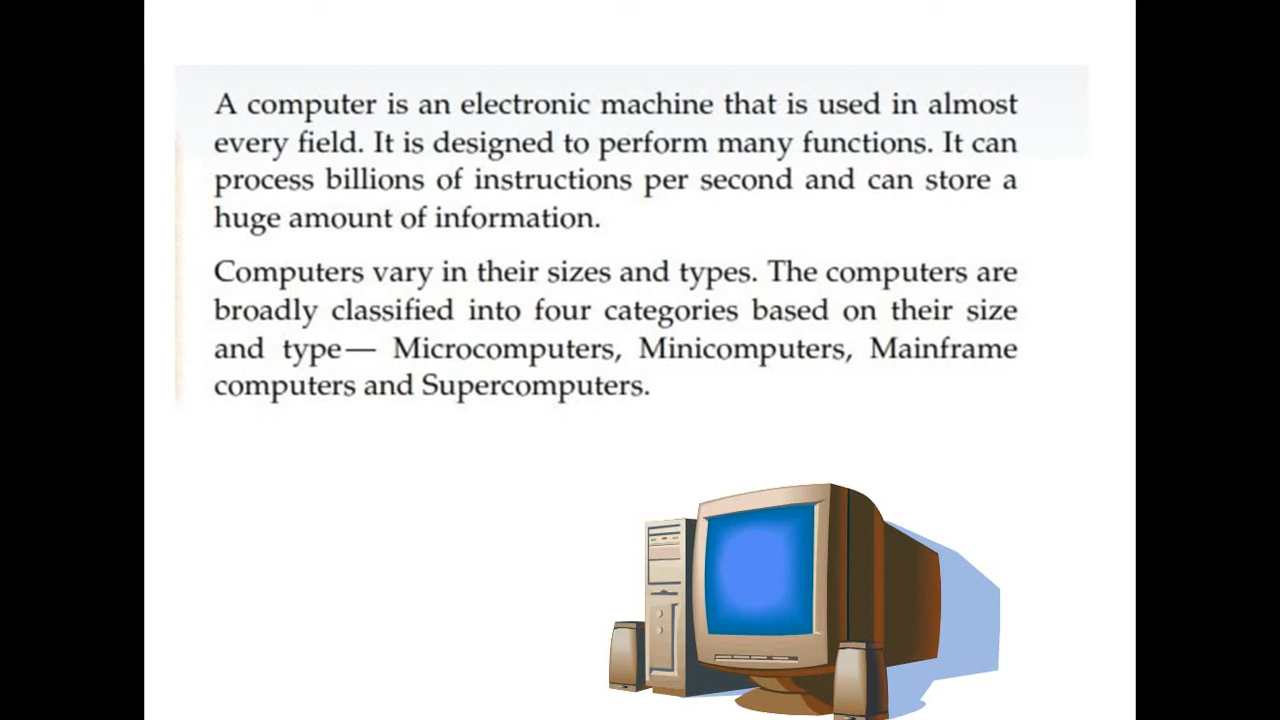 A computer is an electronic machine that is used in almost
every field. It is designed to perform many functions. It can
process billions of instructions per second and can store a
huge amount of information.
Computers vary in their sizes and types. The computers are
broadly classified into four categories based on their size
and type— Microcomputers, Minicomputers, Mainframe
computers and Supercomputers.